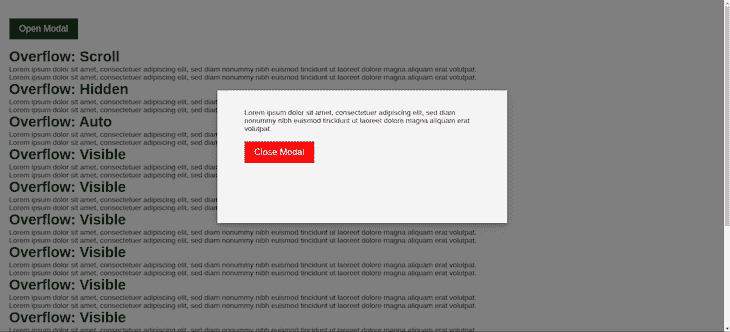 Open Modal
Overflow: Scroll
Lorem ipsum dolor sit amet, consectetuer adipiscing elit, sed diam nonummy nibh euismod tincidunt ut laoreet dolore magna aliquam erat volutpat.
Lorem ipsum dolor sit amet, consectetuer adipiscing elit, sed diam nonummy nibh euismod tincidunt ut laoreet dolore magna aliquam erat volutpat.
Overflow: Hidden
Lorem ipsum dolor sit amet, consectetuer adipiscing elit, sed diam
Lorem ipsum dolor sit amet, consectetuer adipiscing elit, sed diam
Overflow: Auto
Lorem ipsum dolor sit amet, consectetuer adipiscing elit, sed diam
Lorem ipsum dolor sit amet, consectetuer adipiscing elit, sed diam
Overflow: Visible
Lorem ipsum dolor sit amet, consectetuer adipiscing elit, sed diam
Lorem ipsum dolor sit amet, consectetuer adipiscing elit, sed diam
Overflow: Visible
Lorem ipsum dolor sit amet, consectetuer adipiscing elit, sed diam
Lorem ipsum dolor sit amet, consectetuer adipiscing elit, sed diam
Overflow: Visible
Lorem ipsum dolor sit amet, consectetuer adipiscing elit, sed diam nonummy nibh euismod tincidunt ut laoreet dolore magna aliquam erat volutpat.
Lorem ipsum dolor sit amet, consectetuer adipiscing elit, sed diam nonummy nibh euismod tincidunt ut laoreet dolore magna aliquam erat volutpat.
Overflow: Visible
Lorem ipsum dolor sit amet, consectetuer adipiscing elit, sed diam nonummy nibh euismod tincidunt ut laoreet dolore magna aliquam erat volutpat.
Lorem ipsum dolor sit amet, consectetuer adipiscing elit, sed diam nonummy nibh euismod tincidunt ut laoreet dolore magna aliquam erat volutpat.
Overflow: Visible
Lorem ipsum dolor sit amet, consectetuer adipiscing elit, sed diam nonummy nibh euismod tincidunt ut laoreet dolore magna aliquam erat volutpat.
Lorem ipsum dolor sit amet, consectetuer adipiscing elit, sed diam nonummy nibh euismod tincidunt ut laoreet dolore magna aliquam erat volutpat.
Overflow: Visible
Lorem ipsum dolor sit amet, consectetuer adipiscing elit, sed diam nonummy nibh euismod tincidunt ut laoreet dolore magna aliquam erat volutpat.
Lorem ipsum dolor sit amet, consectetuer adipiscing elit, sed diam
nonummy nibh euismod tincidunt ut laoreet dolore magna aliquam erat
volutpat.
Close Modal